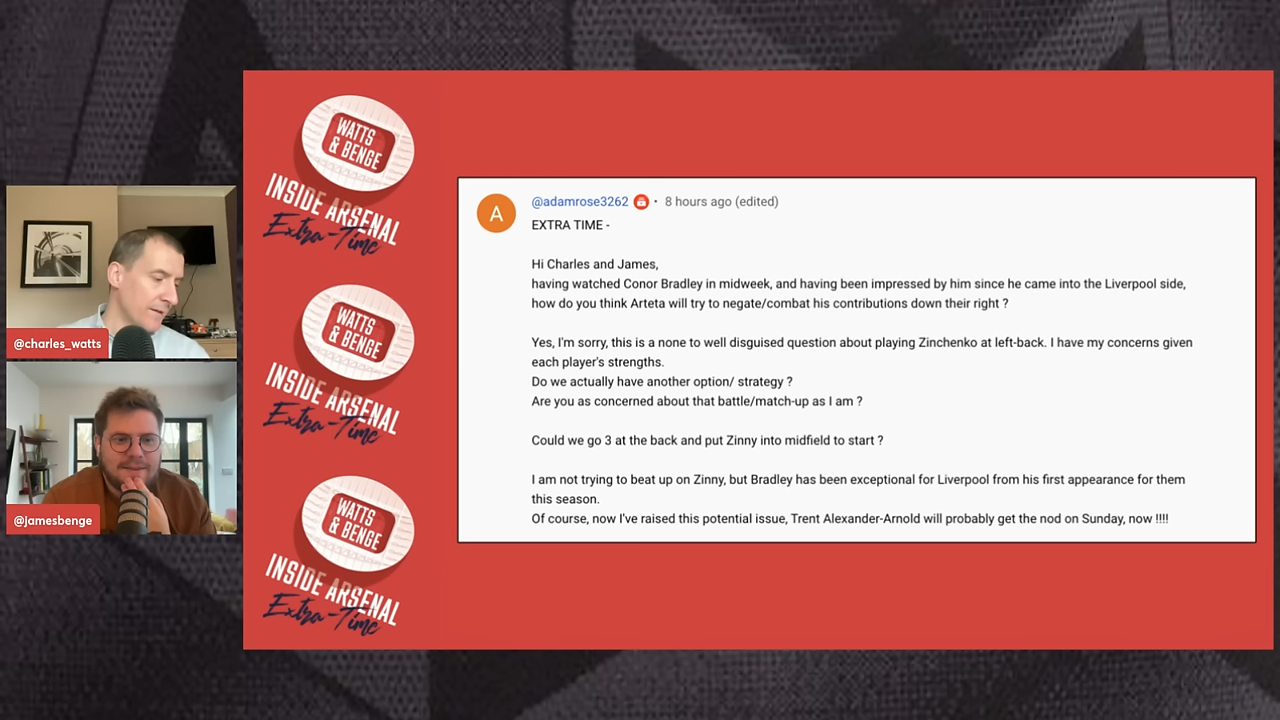 WATTS
& BENGE
INSIDE ARSENAL
Extra-Time
WATTS
& BENGE
INSIDE ARSENAL
Extra-Time
WATTS
& BENGE
INSIDE ARSENAL
Extra-Time
@charles_watts
@jamesbenge
A
@adamrose3262 • 8 hours ago (edited)
EXTRA TIME -
Hi Charles and James,
having watched Conor Bradley in midweek, and having been impressed by him since he came into the Liverpool side,
how do you think Arteta will try to negate/combat his contributions down their right ?
Yes, I'm sorry, this is a none to well disguised question about playing Zinchenko at left-back. I have my concerns given
each player's strengths.
Do we actually have another option/ strategy ?
Are you as concerned about that battle/match-up as I am ?
Could we go 3 at the back and put Zinny into midfield to start ?
I am not trying to beat up on Zinny, but Bradley has been exceptional for Liverpool from his first appearance for them
this season.
Of course, now I've raised this potential issue, Trent Alexander-Arnold will probably get the nod on Sunday, now !!!!